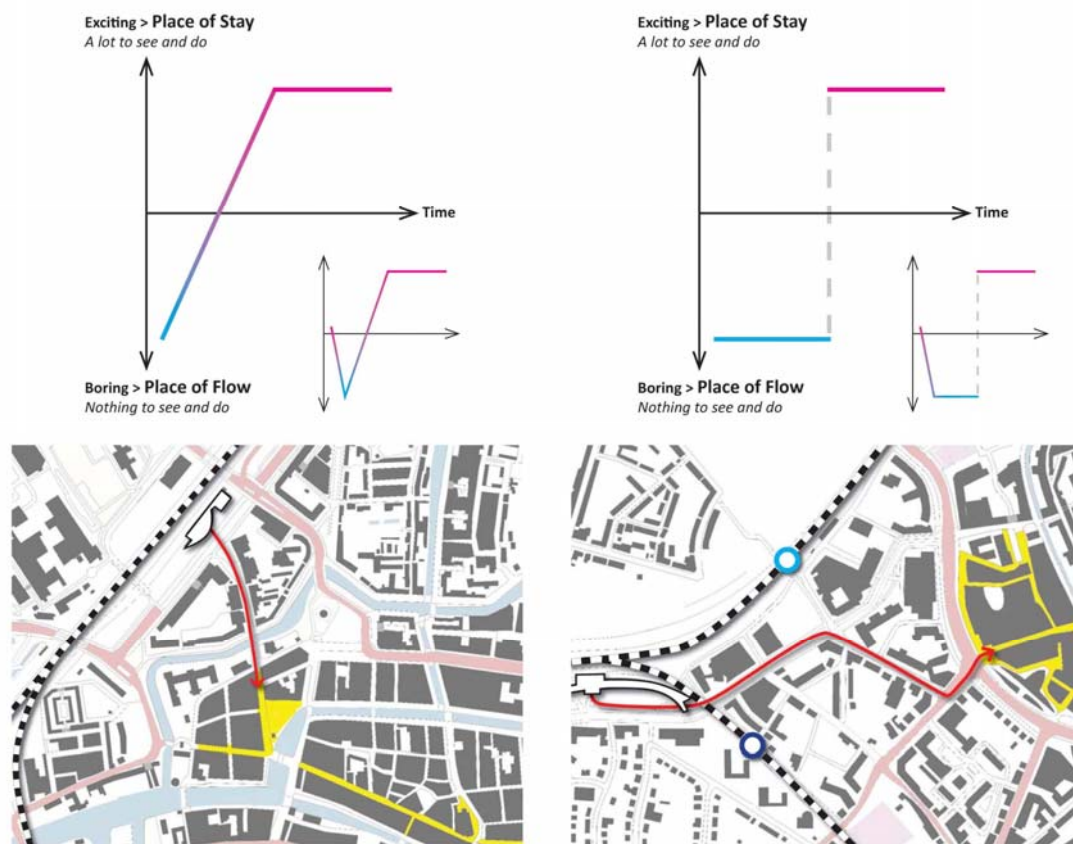 Exciting > Place of Stay
A lot to see and do
Time
Boring > Place of Flow
Nothing to see and do
Exciting > Place of Stay
A lot to see and do
Time
Boring > Place of Flow
Nothing to see and do